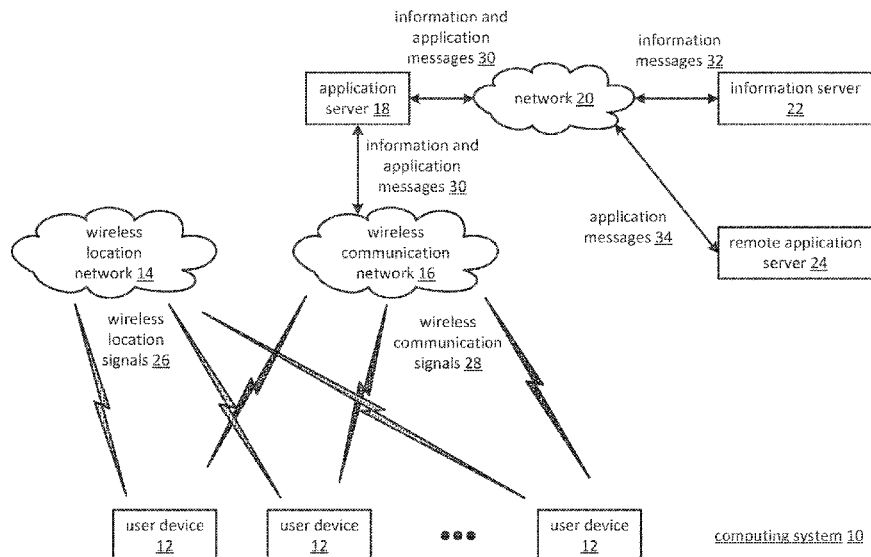 information and
application
messages 30
information
messages 32
application
server 18
network 20
information server
22
information and
application
messages 30
application
messages 34
remote application
server 24
wireless
location
network 14
wireless
communication
network 16
wireless
location
signals 26
wireless
communication
signals 28
user device
12
user device
12
user device
12
computing system 10